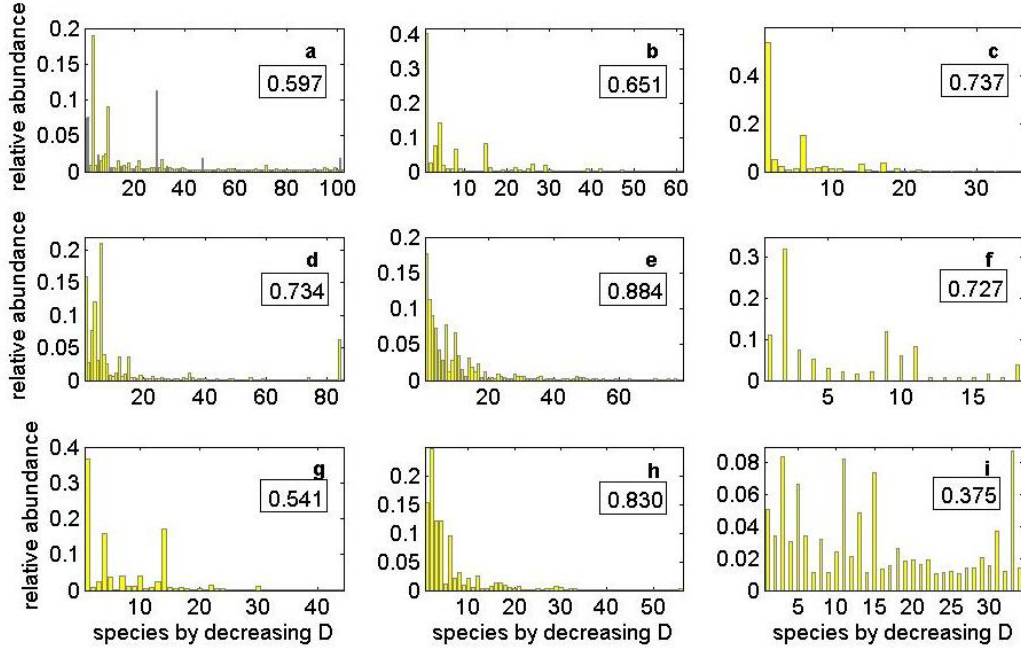 relative abundance
0.2
0.15
0.1
0.05
0
20 40 60 80 100
a
0.597
0.4
0.3
0.2
0.1
0
10 20 30 40 50 60
b
0.651
0.4
0.2
0
10 20 30
c
0.737
relative abundance
0.2
0.15
0.1
0.05
0
20 40 60 80
d
0.734
0.2
0.15
0.1
0.05
0
20 40 60
e
0.884
0.3
0.2
0.1
0
5 10 15
f
0.727
relative abundance
0.4
0.3
0.2
0.1
0
10 20 30 40
species by decreasing D
g
0.541
0.2
0.15
0.1
0.05
0
10 20 30 40 50
species by decreasing D
h
0.830
0.08
0.06
0.04
0.02
0
5 10 15 20 25 30
species by decreasing D
i
0.375